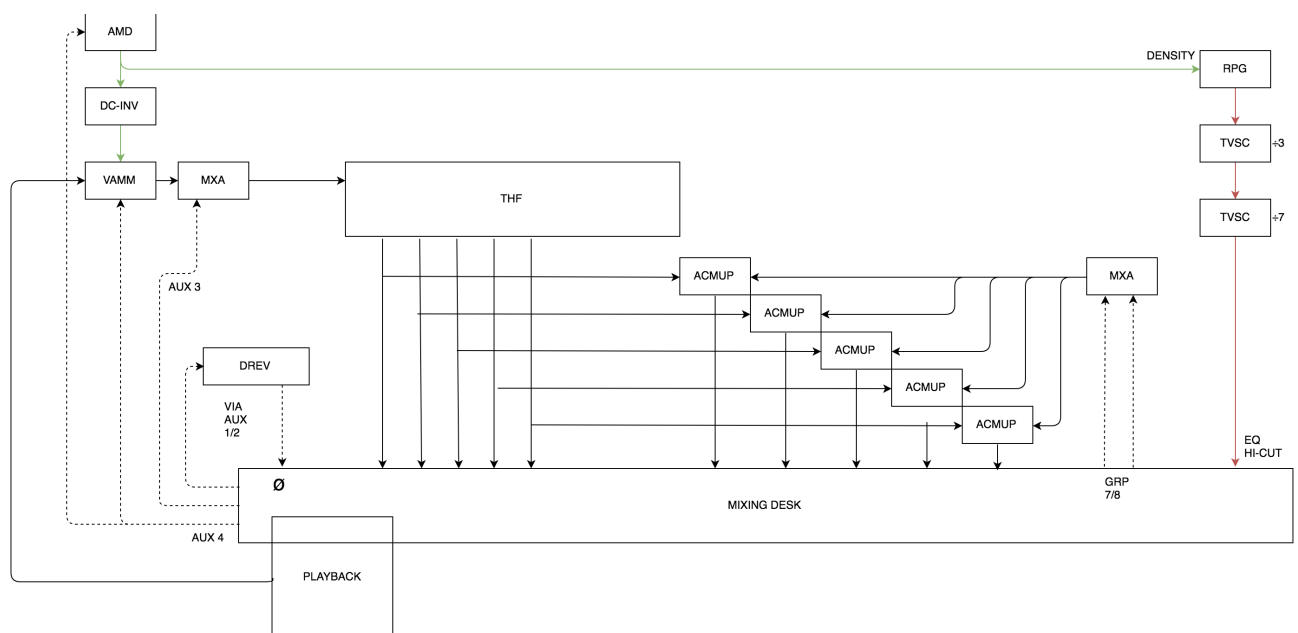 AMD
DENSITY
RPG
DC-INV
TVSC
÷3
VAMM
MXA
THF
TVSC
÷7
ACMUP
MXA
AUX 3
ACMUP
ACMUP
DREV
ACMUP
VIA
AUX
1/2
ACMUP
EQ
HI-CUT
Ø
GRP
7/8
MIXING DESK
AUX 4
PLAYBACK